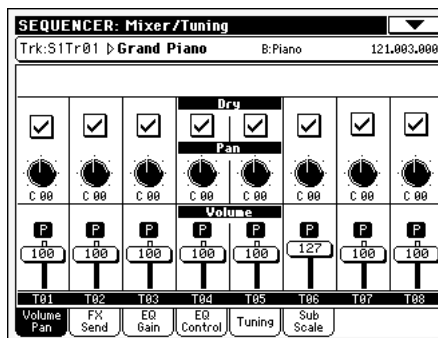 SEQUENCER: Mixer/Tuning
Trk:S1Tr01 Grand Piano B:Piano 121.003.000
Dry
Pan
C 00 C 00 C 00 C 00 C 00 C 00 C 00 C 00
Volume
P P P P P P P P
100 100 100 100 100 127 100 100
T01 T02 T03 T04 T05 T06 T07 T08
Volume Pan FX Send EQ Gain EQ Control Tuning Sub Scale